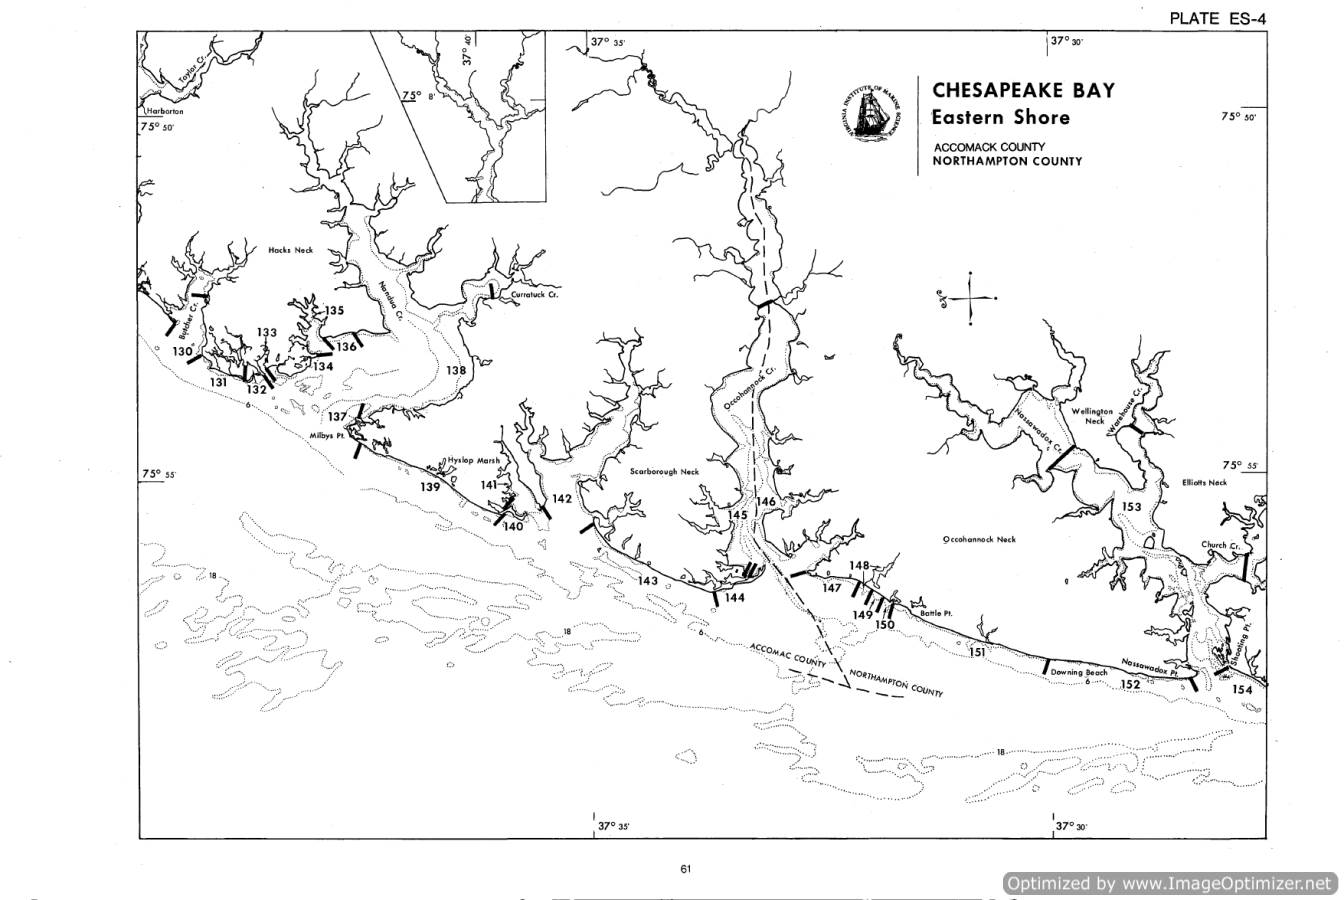 PLATE ES-4
37° 40'
37° 35'
37° 30'
75° 8'
Taylor Cr.
Harborton
75° 50'
VIRGINIA INSTITUTE OF MARINE SCIENCE
CHESAPEAKE BAY
Eastern Shore
ACCOMACK COUNTY
NORTHAMPTON COUNTY
75° 50'
Hacks Neck
Nandua Cr.
Curratuck Cr.
Butcher Cr.
N
130
131
132
133
134
135
136
137
138
6
Milbys Pt.
Hyslop Marsh
139
140
141
142
Scarborough Neck
Occohannock Cr.
75° 55'
143
144
145
146
147
148
149
150
Battle Pt.
Occohannock Neck
Nassawadox Cr.
Wellington
Neck
Warehouse Cr.
75° 55'
Elliotts Neck
153
Church Cr.
151
Downing Beach
6
152
Nassawadox Pt.
Shooting Pt.
154
18
18
6
ACCOMAC COUNTY
NORTHAMPTON COUNTY
18
37° 35'
37° 30'
61
Optimized by www.ImageOptimizer.net